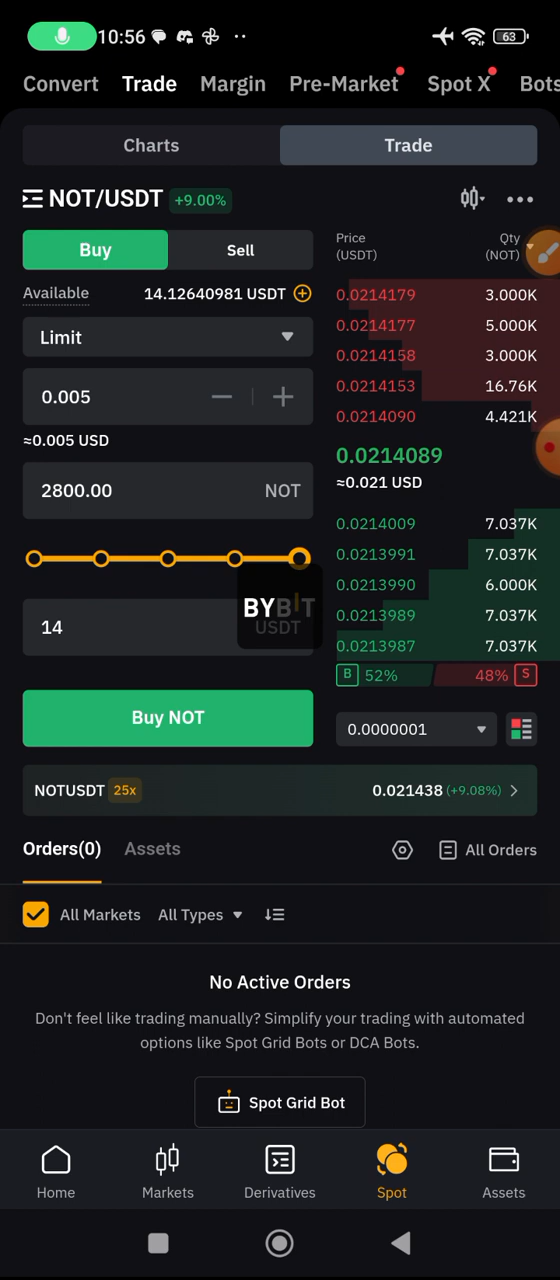 10:56
63
Convert Trade Margin Pre-Market Spot X Bots
Charts Trade
NOT/USDT +9.00%
Buy Sell
Available 14.12640981 USDT
Limit
0.005
≈0.005 USD
2800.00 NOT
BYBIT
14 USDT
Buy NOT
Price Qty
(USDT) (NOT)
0.0214179 3.000K
0.0214177 5.000K
0.0214158 3.000K
0.0214153 16.76K
0.0214090 4.421K
0.0214089
≈0.021 USD
0.0214009 7.037K
0.0213991 7.037K
0.0213990 6.000K
0.0213989 7.037K
0.0213987 7.037K
B 52% 48% S
0.0000001
NOTUSDT 25x 0.021438 (+9.08%)
Orders(0) Assets All Orders
All Markets All Types
No Active Orders
Don't feel like trading manually? Simplify your trading with automated
options like Spot Grid Bots or DCA Bots.
Spot Grid Bot
Home Markets Derivatives Spot Assets